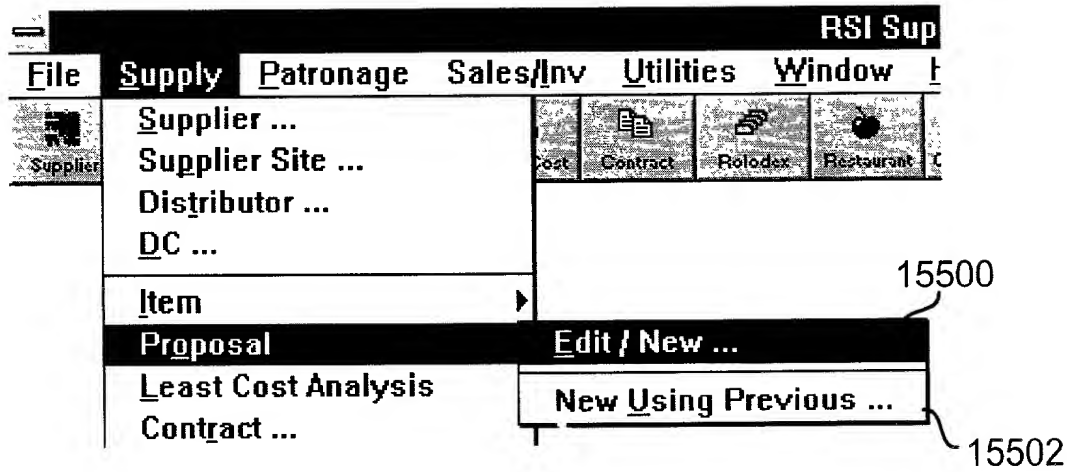 RSI Sup
File Supply Patronage Sales/Inv Utilities Window
Supplier Cost Contract Rolodex Restaurant
Supplier ...
Supplier Site ...
Distributor ...
DC ...
Item
Proposal
Least Cost Analysis
Contract ...
15500
Edit / New ...
New Using Previous ...
15502